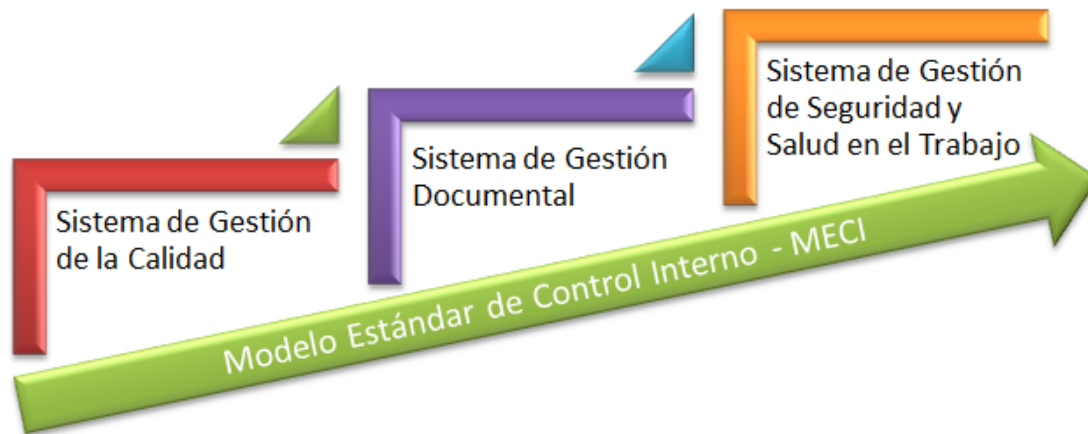 Sistema de Gestión
de la Calidad
Sistema de Gestión
Documental
Sistema de Gestión
de Seguridad y
Salud en el Trabajo
Modelo Estándar de Control Interno - MECI